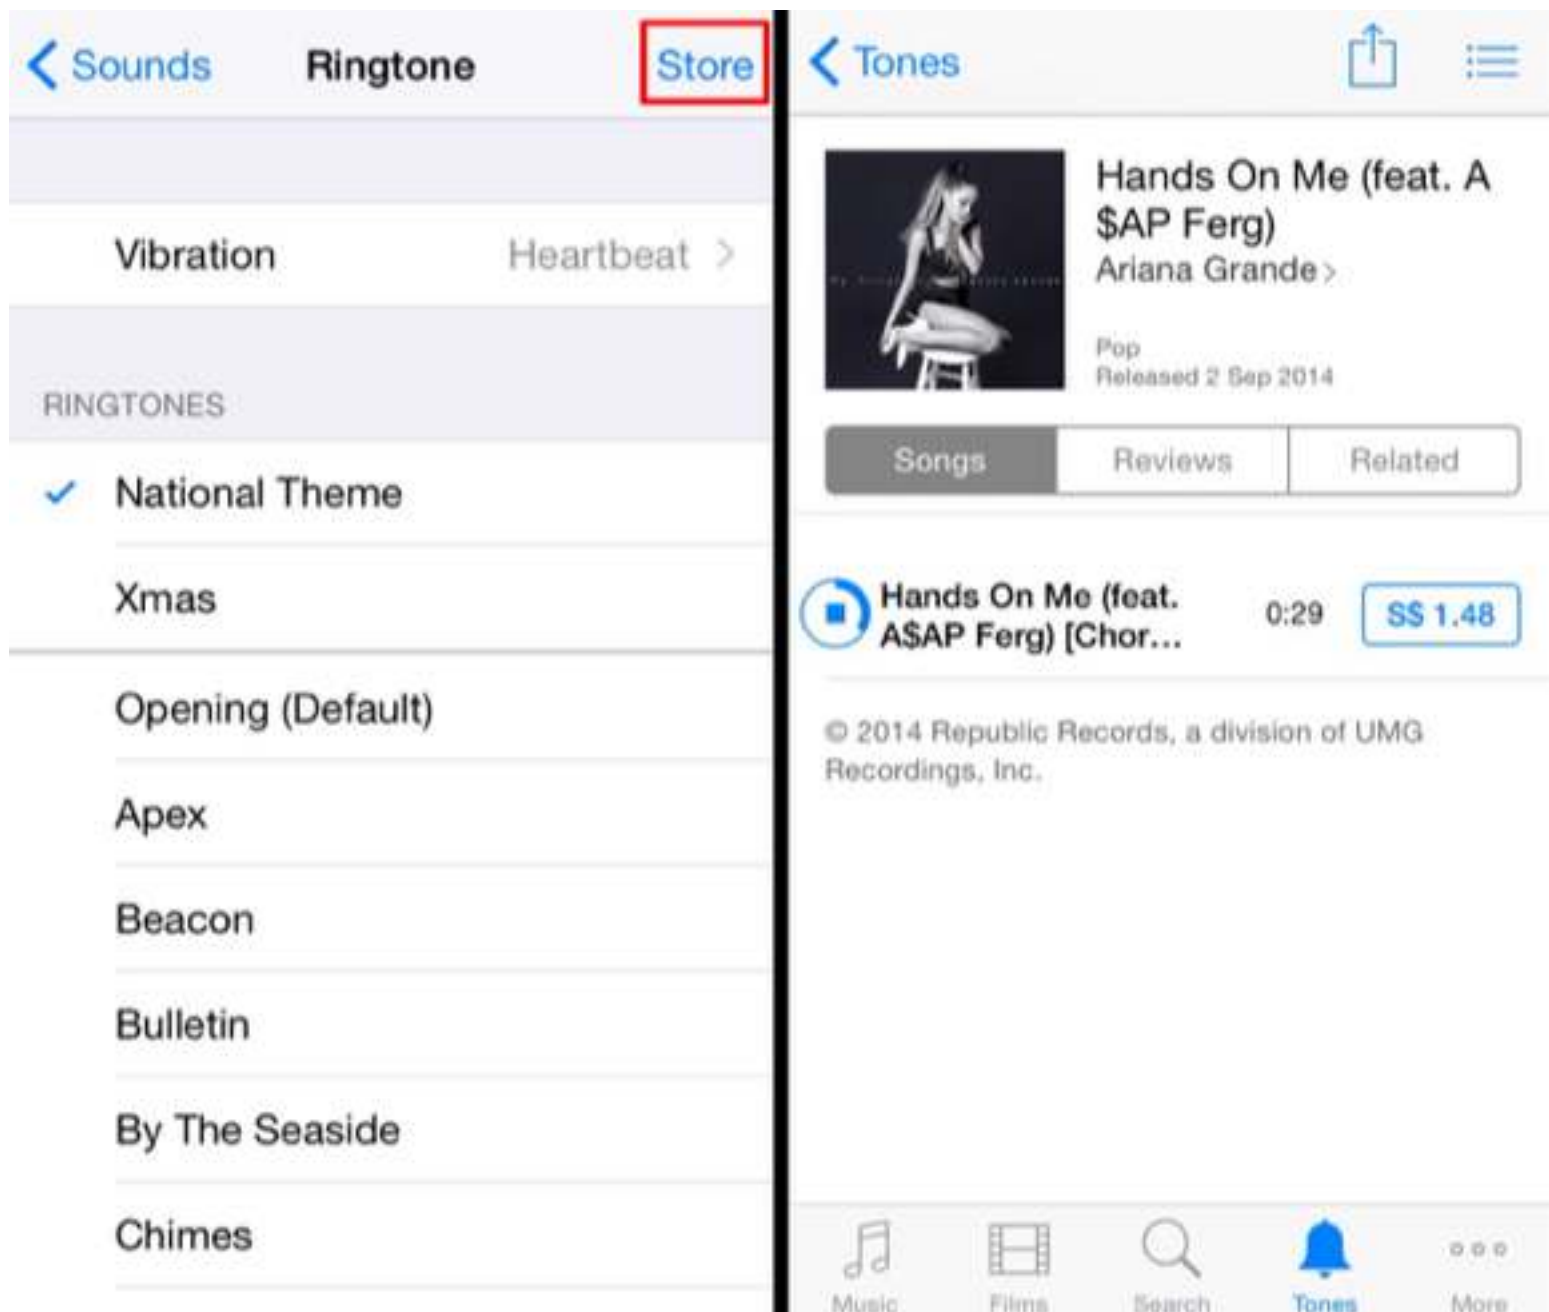 Sounds
Ringtone
Store
Vibration
Heartbeat
RINGTONES
National Theme
Xmas
Opening (Default)
Apex
Beacon
Bulletin
By The Seaside
Chimes
Tones
Hands On Me (feat. A
$AP Ferg)
Ariana Grande
Pop
Released 2 Sep 2014
Songs
Reviews
Related
Hands On Me (feat.
A$AP Ferg) [Chor...
0:29
S$ 1.48
© 2014 Republic Records, a division of UMG
Recordings, Inc.
Music
Films
Search
Tones
More